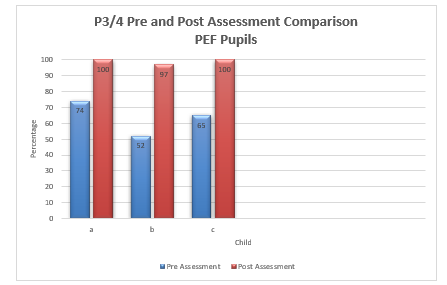 P3/4 Pre and Post Assessment Comparison
PEF Pupils
Percentage
100
90
80
70
60
50
40
30
20
10
0
74
100
52
97
65
100
a b c
Child
Pre Assessment Post Assessment